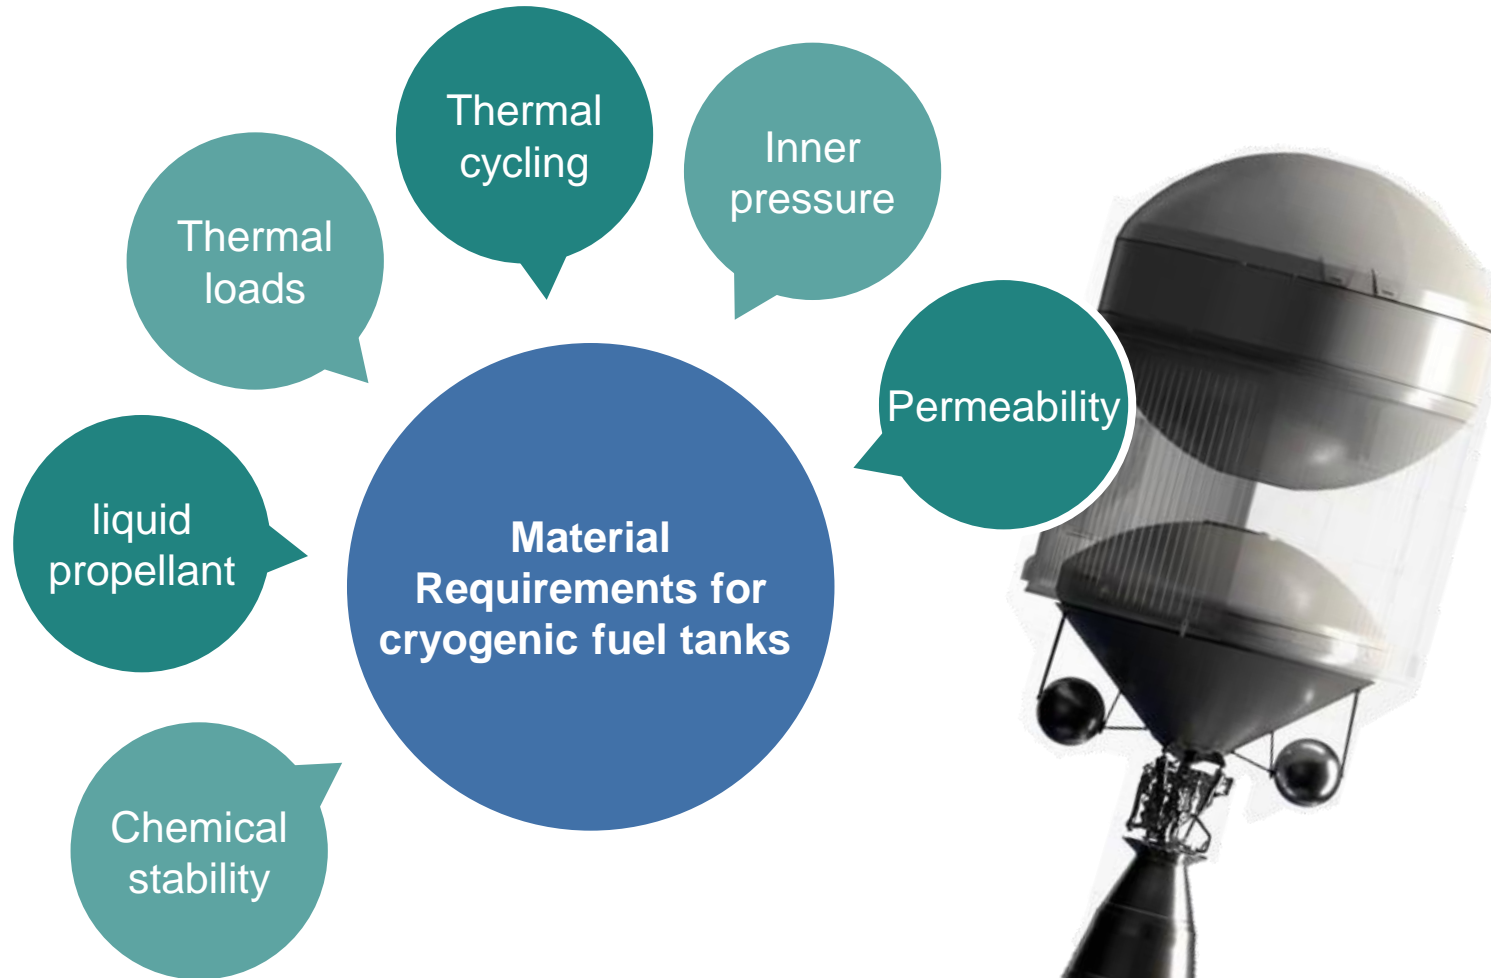 Thermal
cycling
Inner
pressure
Thermal
loads
Permeability
liquid
propellant
Material
Requirements for
cryogenic fuel tanks
Chemical
stability